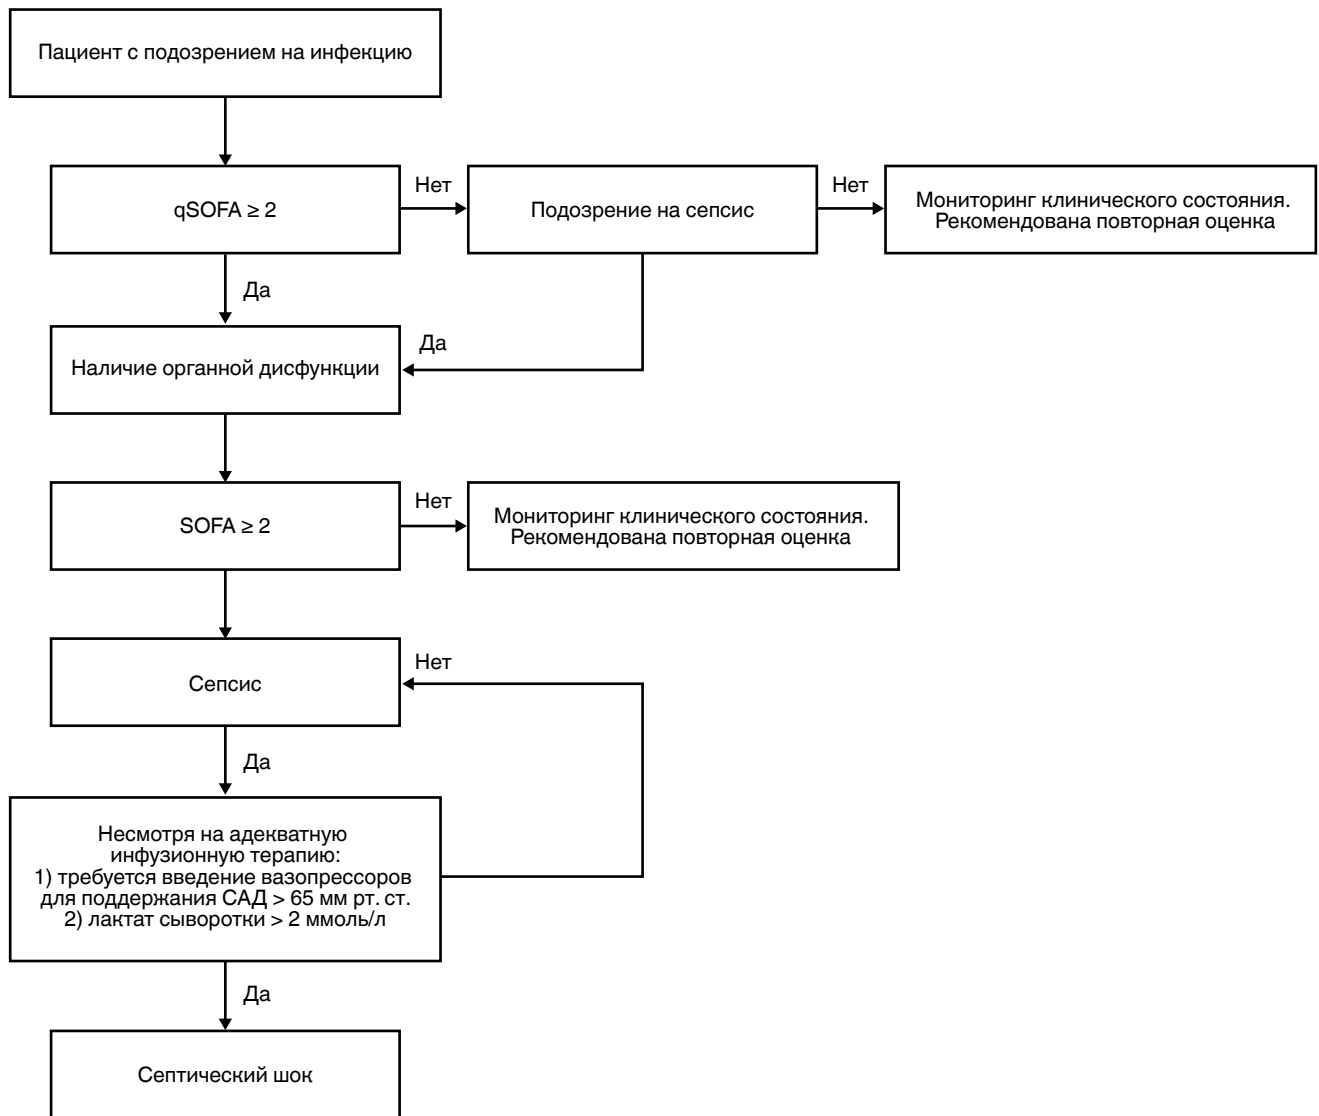 Пациент с подозрением на инфекцию
qSOFA ≥ 2
Нет
Подозрение на сепсис
Нет
Мониторинг клинического состояния.
Рекомендована повторная оценка
Да
Да
Наличие органной дисфункции
SOFA ≥ 2
Нет
Мониторинг клинического состояния.
Рекомендована повторная оценка
Сепсис
Нет
Да
Несмотря на адекватную
инфузионную терапию:
1) требуется введение вазопрессоров
для поддержания САД > 65 мм рт. ст.
2) лактат сыворотки > 2 ммоль/л
Да
Септический шок